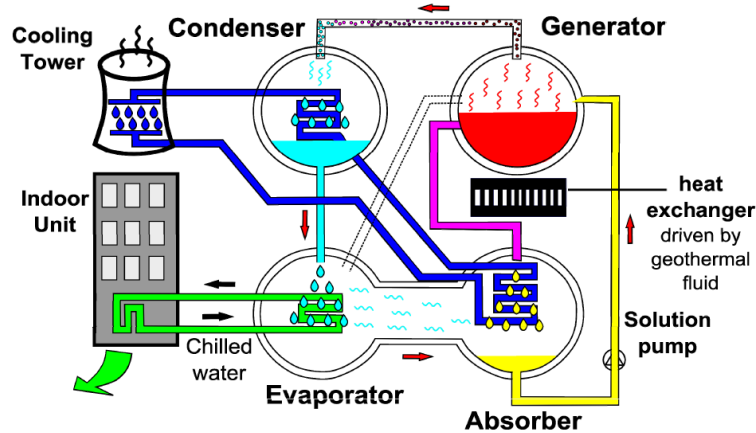 Cooling
Tower
Condenser
Generator
Indoor
Unit
heat
exchanger
driven by
geothermal
fluid
Chilled
water
Solution
pump
Evaporator
Absorber